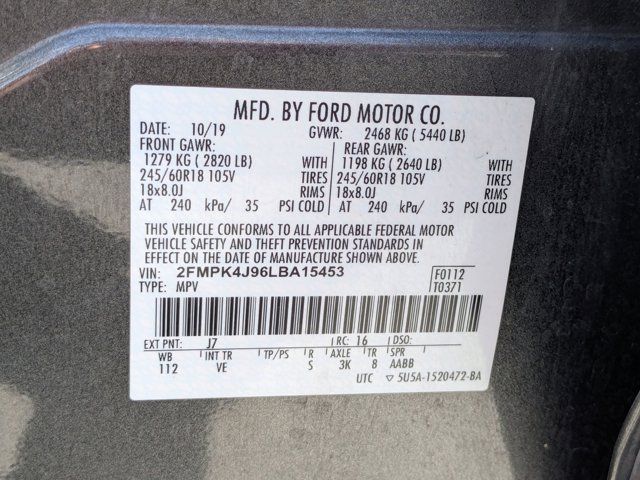 MFD. BY FORD MOTOR CO.
DATE: 10/19 GVWR: 2468 KG (5440 LB)
FRONT GAWR: REAR GAWR:
1279 KG (2820 LB) WITH 1198 KG (2640 LB) WITH
245/60R18 105V TIRES 245/60R18 105V TIRES
18x8.0J RIMS 18x8.0J RIMS
AT 240 kPa/ 35 PSI COLD AT 240 kPa/ 35 PSI COLD
THIS VEHICLE CONFORMS TO ALL APPLICABLE FEDERAL MOTOR
VEHICLE SAFETY AND THEFT PREVENTION STANDARDS IN
EFFECT ON THE DATE OF MANUFACTURE SHOWN ABOVE.
VIN: 2FMPK4J96LBA15453 F0112
TYPE: MPV T0371
EXT PNT: J7 RC: 16 DSO:
WB INT TR TP/PS R AXLE TR SPR
112 VE S 3K 8 AABB
UTC ▽ 5U5A-1520472-BA